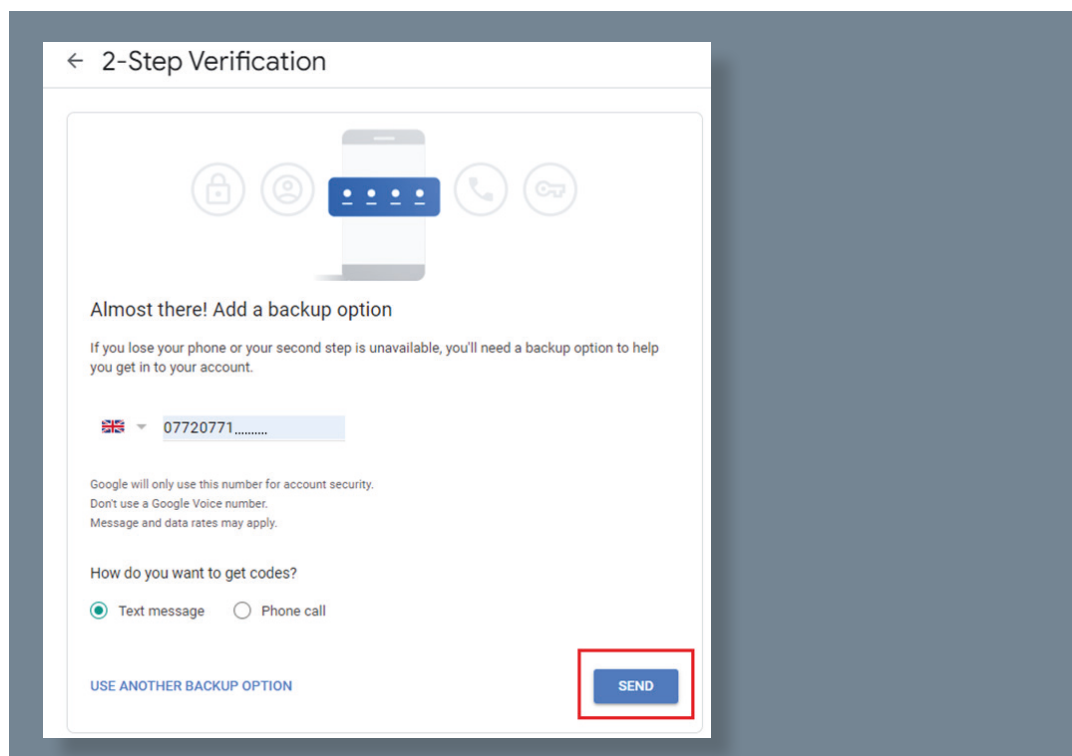 2-Step Verification
Almost there! Add a backup option
If you lose your phone or your second step is unavailable, you'll need a backup option to help
you get in to your account.
07720771..........
Google will only use this number for account security.
Don't use a Google Voice number.
Message and data rates may apply.
How do you want to get codes?
Text message Phone call
USE ANOTHER BACKUP OPTION SEND